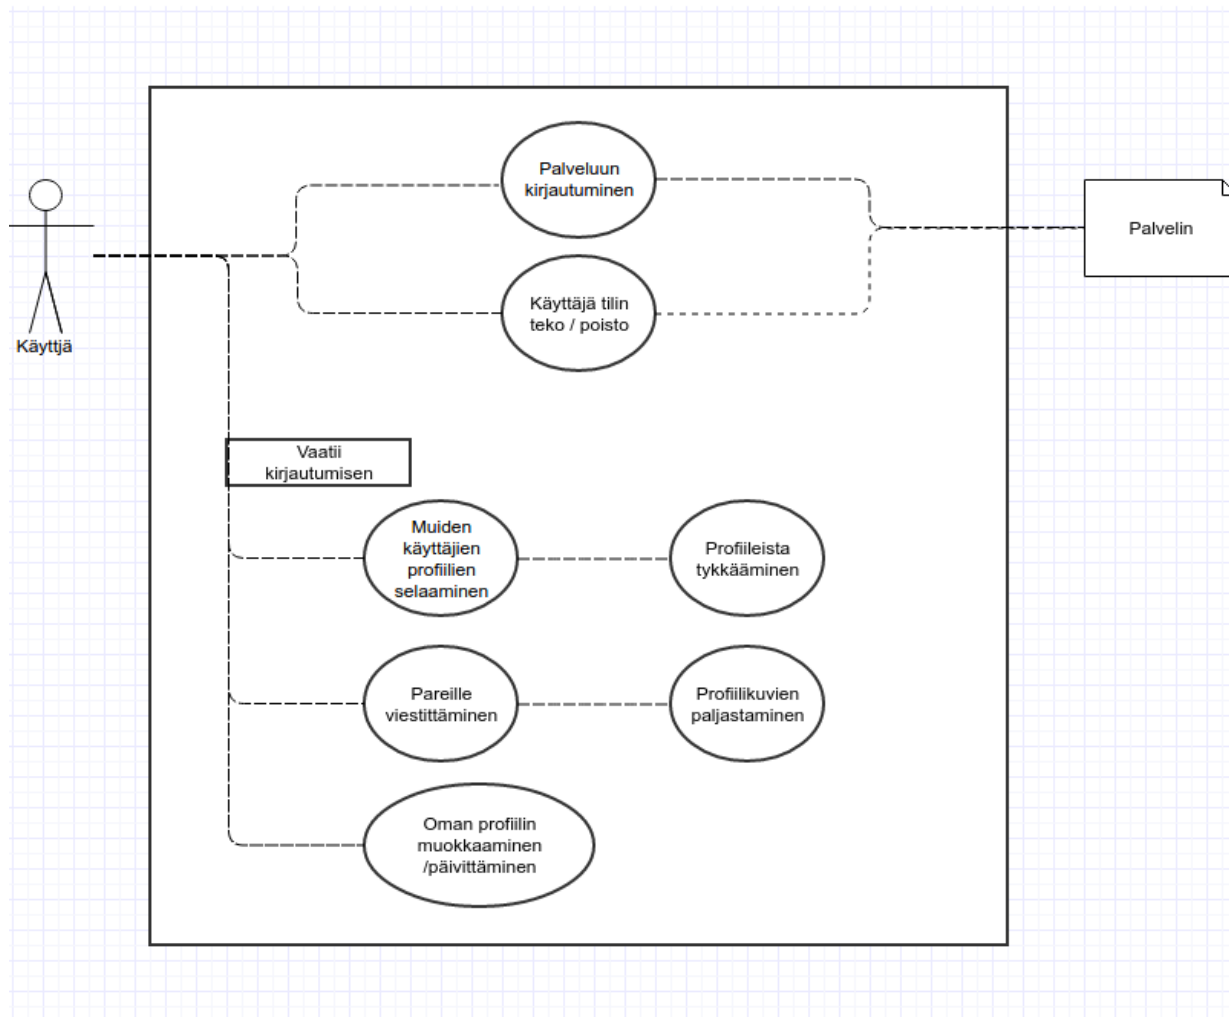 Palveluun
kirjautuminen
Palvelin
Käyttäjä tilin
teko / poisto
Käyttjä
Vaatii
kirjautumisen
Muiden
käyttäjien
profiilien
selaaminen
Profiileista
tykkääminen
Pareille
viestittäminen
Profiilikuvien
paljastaminen
Oman profiilin
muokkaaminen
/päivittäminen